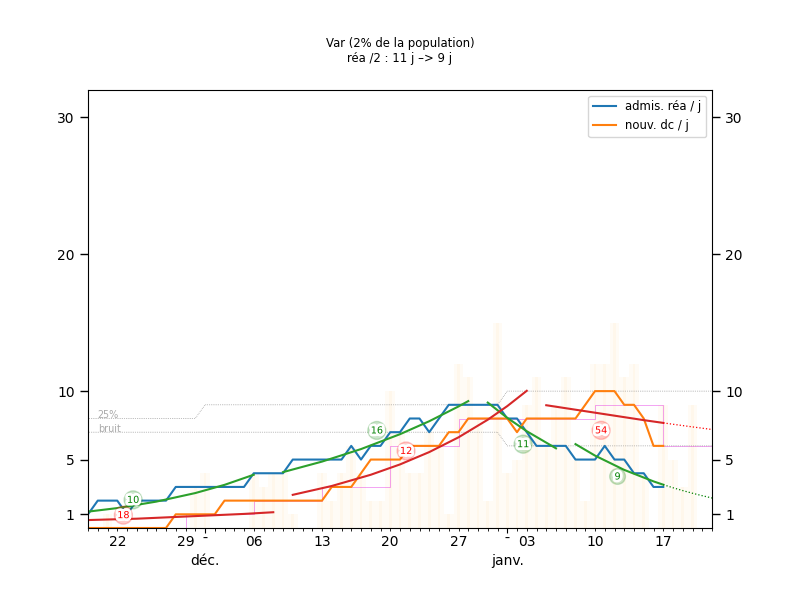 Var (2% de la population)
réa /2 : 11 j –> 9 j
admis. réa / j
nouv. dc / j
30 30
20 20
10 10
25%
bruit
16
12
11
54
9
5 5
10
18
1 1
22 29 - 06 13 20 27 - 03 10 17
déc. janv.